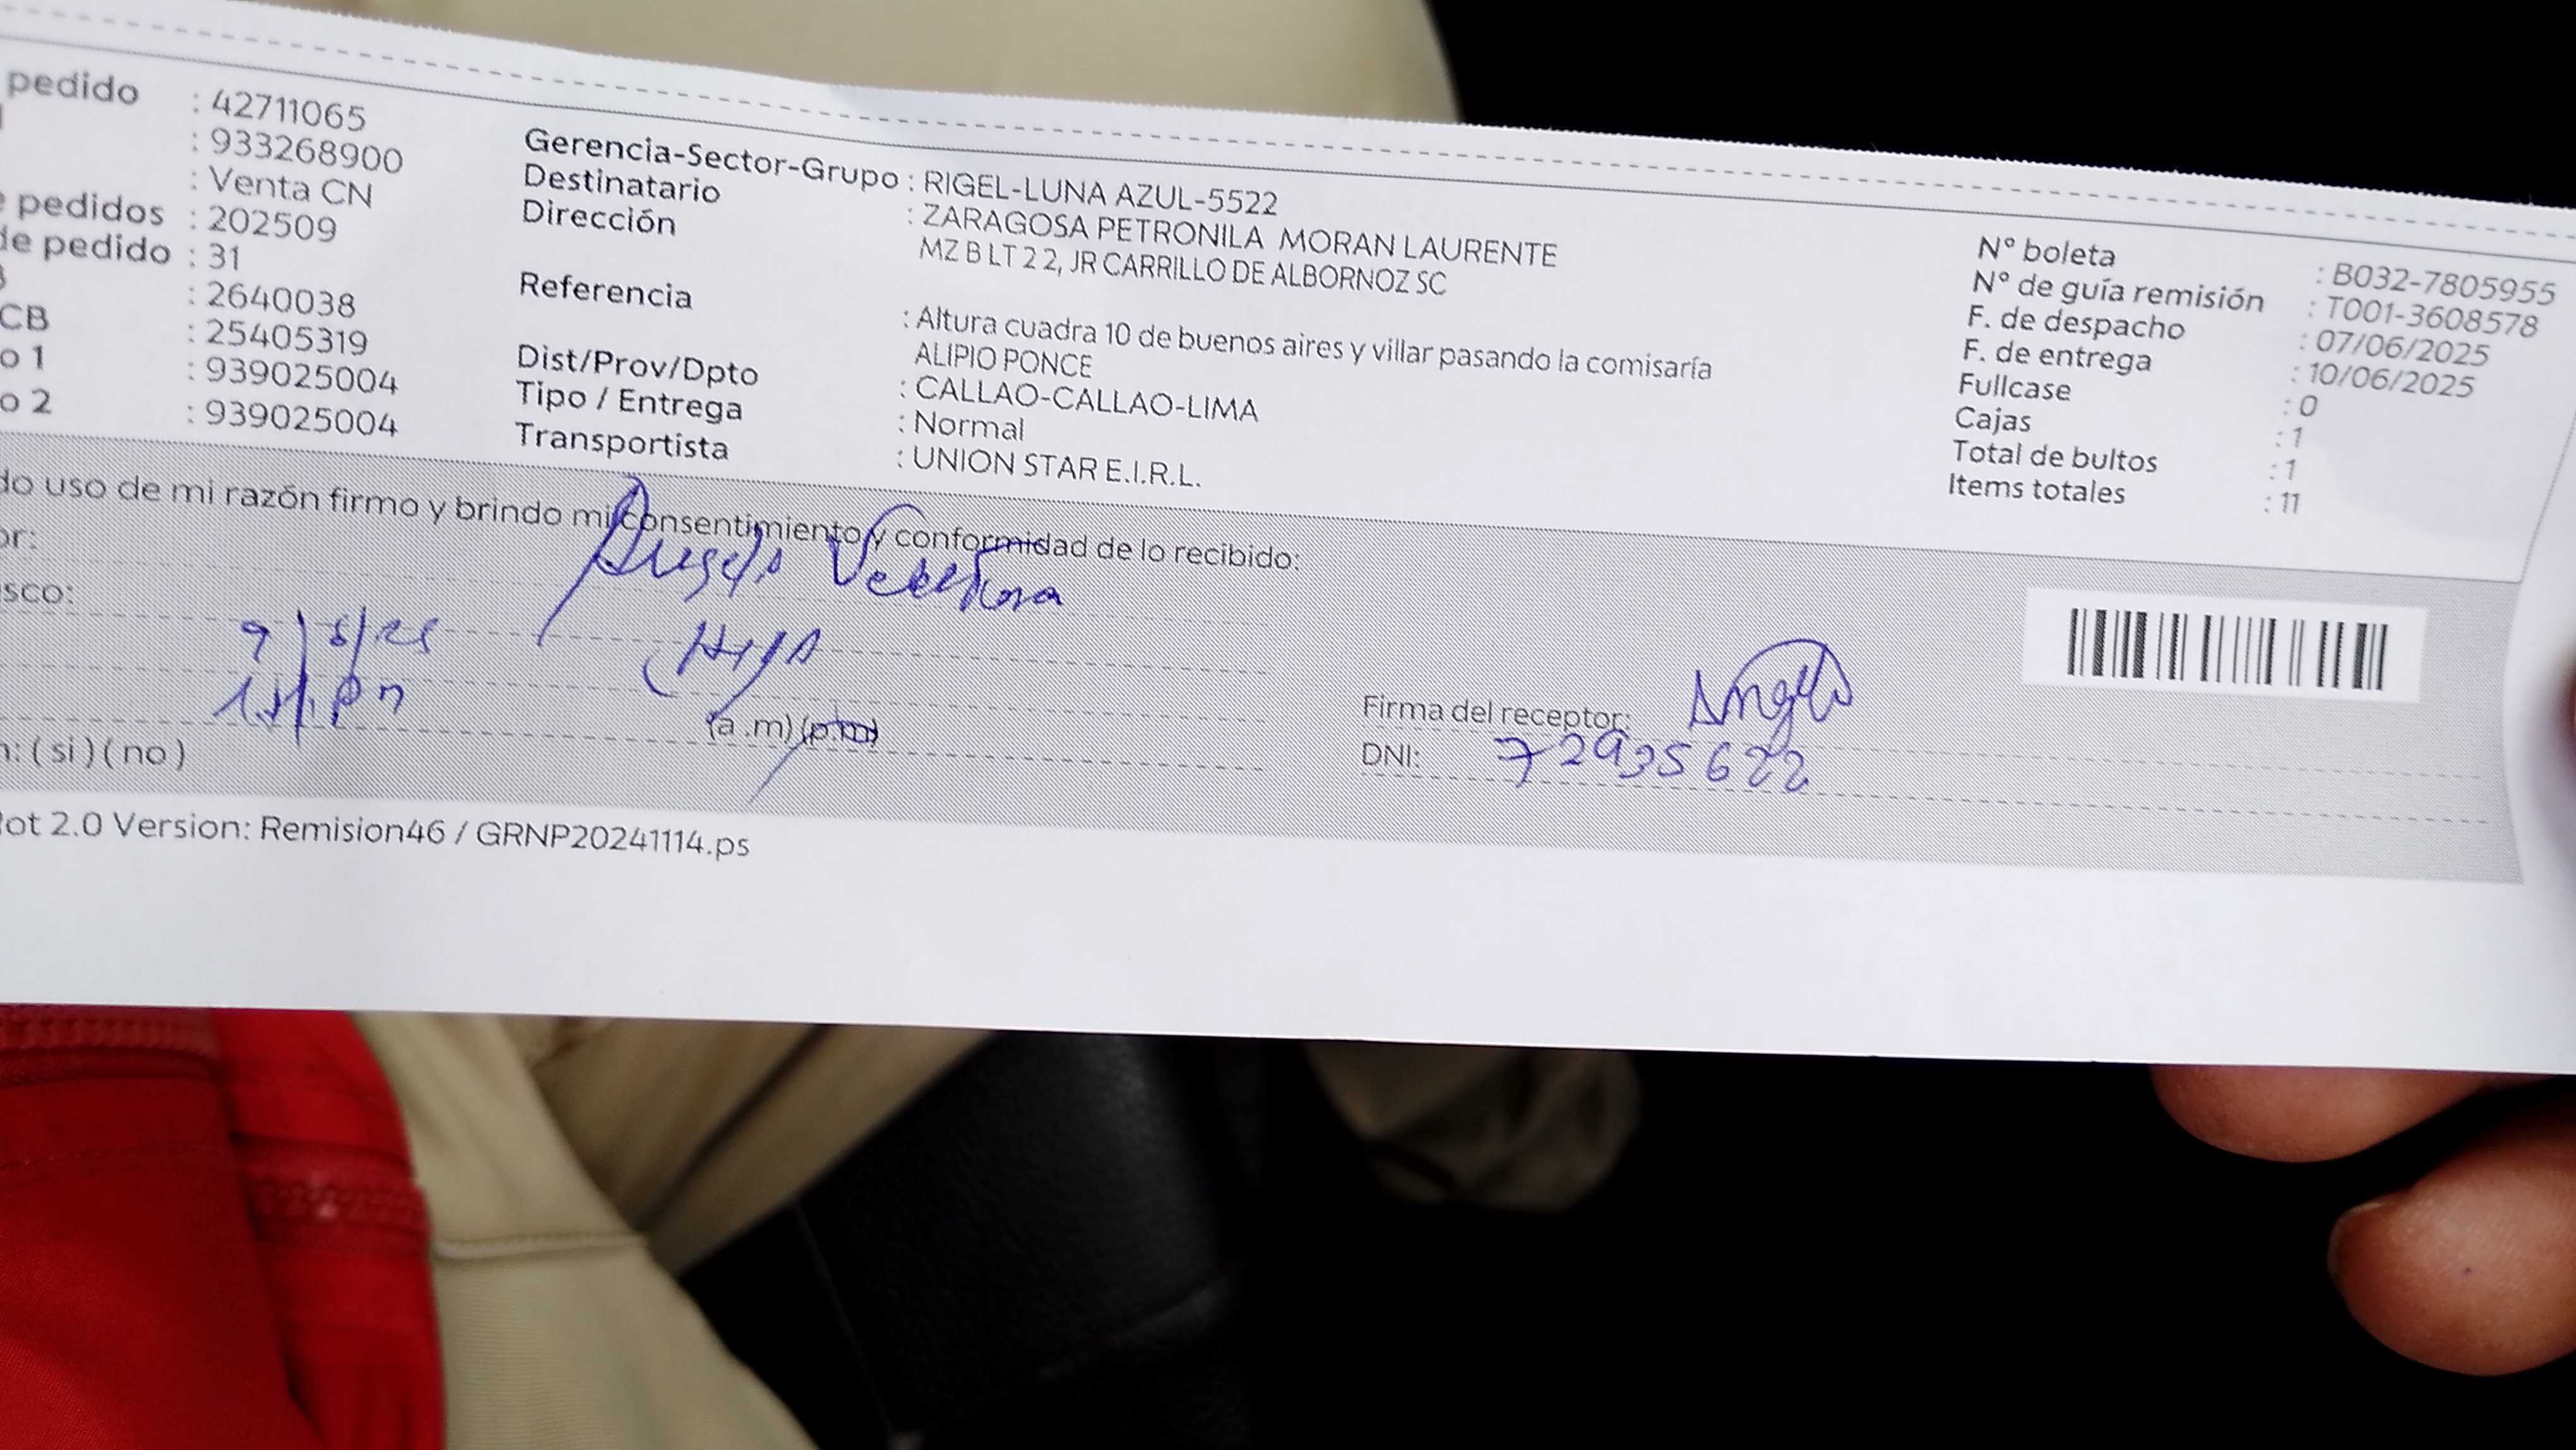 pedido : 42711065
: 933268900
: Venta CN
pedidos : 202509
de pedido : 31
: 2640038
CB : 25405319
o 1 : 939025004
o 2 : 939025004
Gerencia-Sector-Grupo : RIGEL-LUNA AZUL-5522
Destinatario : ZARAGOSA PETRONILA MORAN LAURENTE
Dirección MZ B LT 2 2, JR CARRILLO DE ALBORNOZ SC
Referencia : Altura cuadra 10 de buenos aires y villar pasando la comisaría
ALIPIO PONCE
Dist/Prov/Dpto : CALLAO-CALLAO-LIMA
Tipo / Entrega : Normal
Transportista : UNION STAR E.I.R.L.
N° boleta : B032-7805955
N° de guía remisión : T001-3608578
F. de despacho : 07/06/2025
F. de entrega : 10/06/2025
Fullcase : 0
Cajas : 1
Total de bultos : 1
Items totales : 11
do uso de mi razón firmo y brindo mi consentimiento y conformidad de lo recibido:
or: Angelo
sco: Hijo
(a .m) (p.m)
n: ( si ) ( no )
Firma del receptor: Angelo
DNI: 72935622
lot 2.0 Version: Remision46 / GRNP20241114.ps